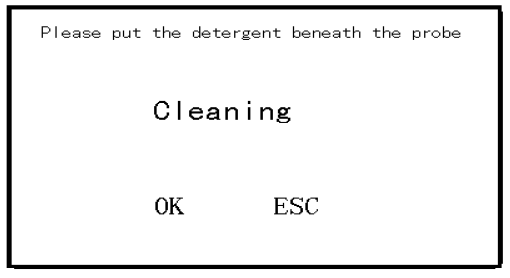 Please put the detergent beneath the probe
Cleaning
OK ESC